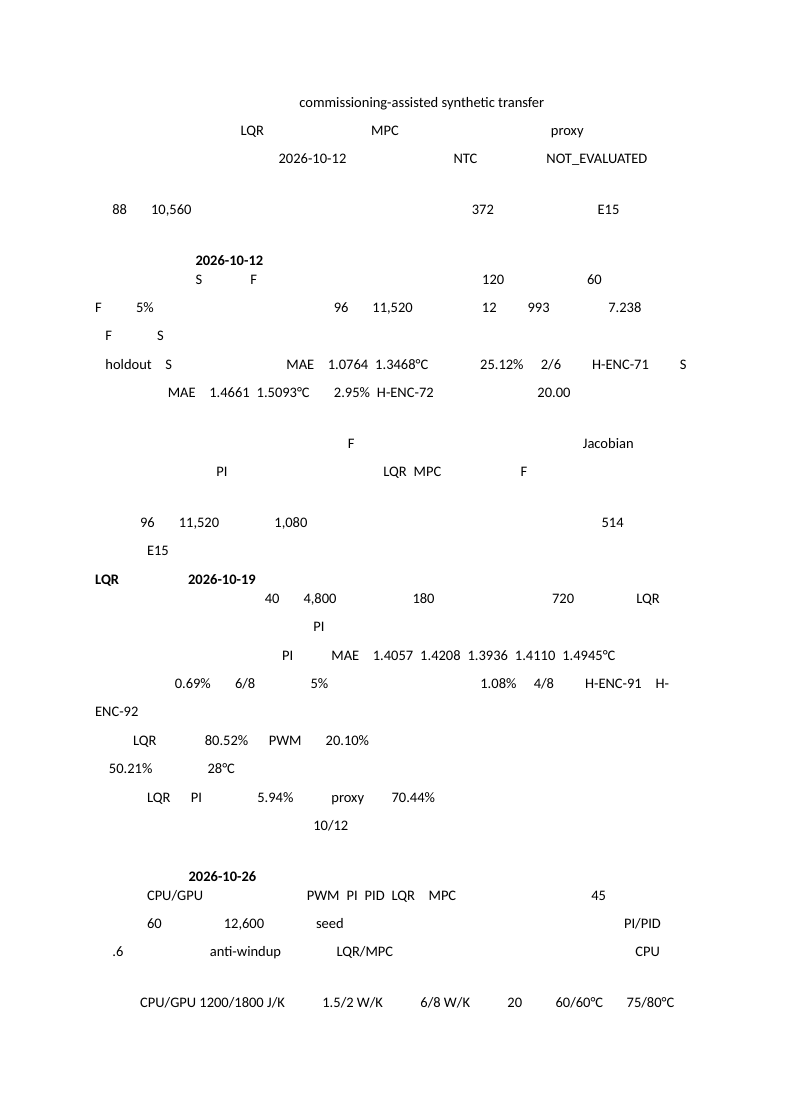 commissioning-assisted synthetic transfer
LQR MPC proxy
2026-10-12 NTC NOT_EVALUATED
88 10,560 372 E15
2026-10-12
S F 120 60
F 5% 96 11,520 12 993 7.238
F S
holdout S MAE 1.0764 1.3468°C 25.12% 2/6 H-ENC-71 S
MAE 1.4661 1.5093°C 2.95% H-ENC-72 20.00
F Jacobian
PI LQR MPC F
96 11,520 1,080 514
E15
LQR 2026-10-19
40 4,800 180 720 LQR
PI
PI MAE 1.4057 1.4208 1.3936 1.4110 1.4945°C
0.69% 6/8 5% 1.08% 4/8 H-ENC-91 H-
ENC-92
LQR 80.52% PWM 20.10%
50.21% 28°C
LQR PI 5.94% proxy 70.44%
10/12
2026-10-26
CPU/GPU PWM PI PID LQR MPC 45
60 12,600 seed PI/PID
.6 anti-windup LQR/MPC CPU
CPU/GPU 1200/1800 J/K 1.5/2 W/K 6/8 W/K 20 60/60°C 75/80°C